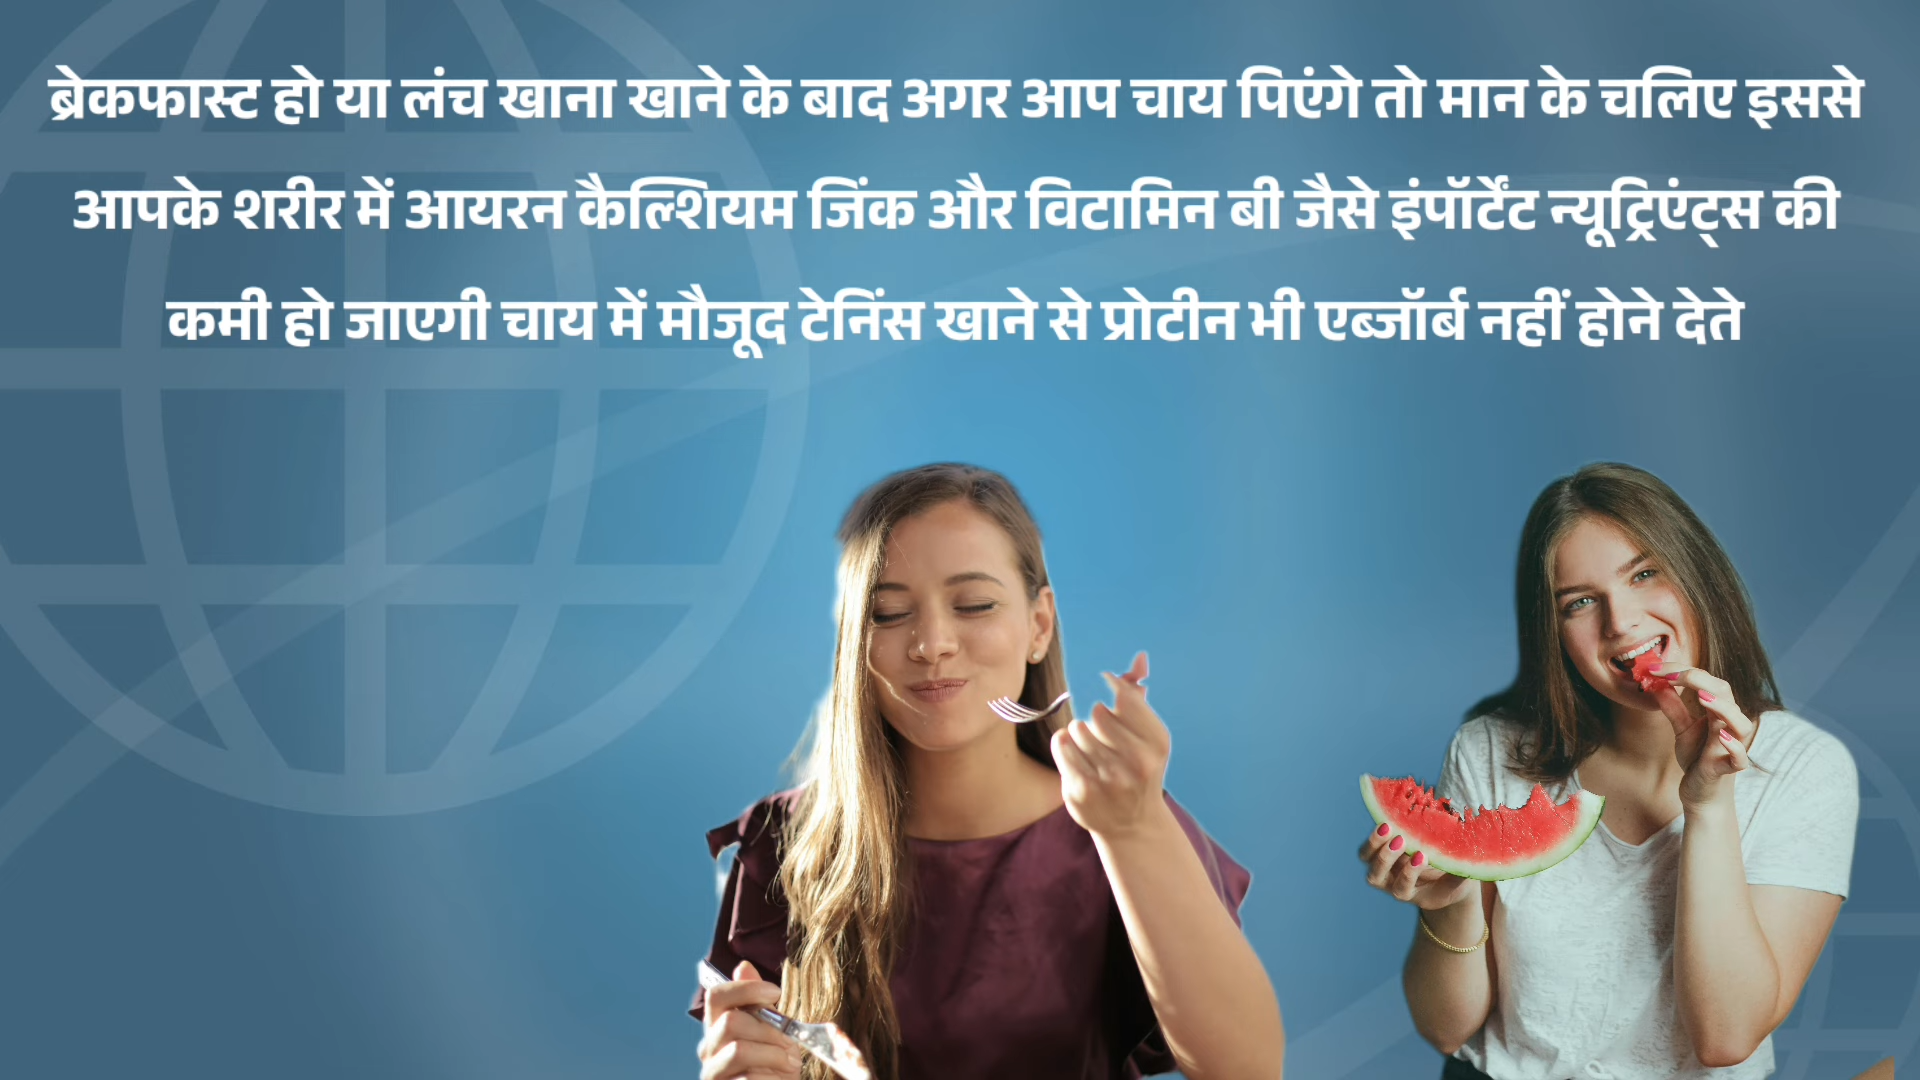 ब्रेकफास्ट हो या लंच खाना खाने के बाद अगर आप चाय पिएंगे तो मान के चलिए इससे
आपके शरीर में आयरन कैल्शियम जिंक और विटामिन बी जैसे इंपॉर्टेंट न्यूट्रिएंट्स की
कमी हो जाएगी चाय में मौजूद टेनिंस खाने से प्रोटीन भी एब्जॉर्ब नहीं होने देते